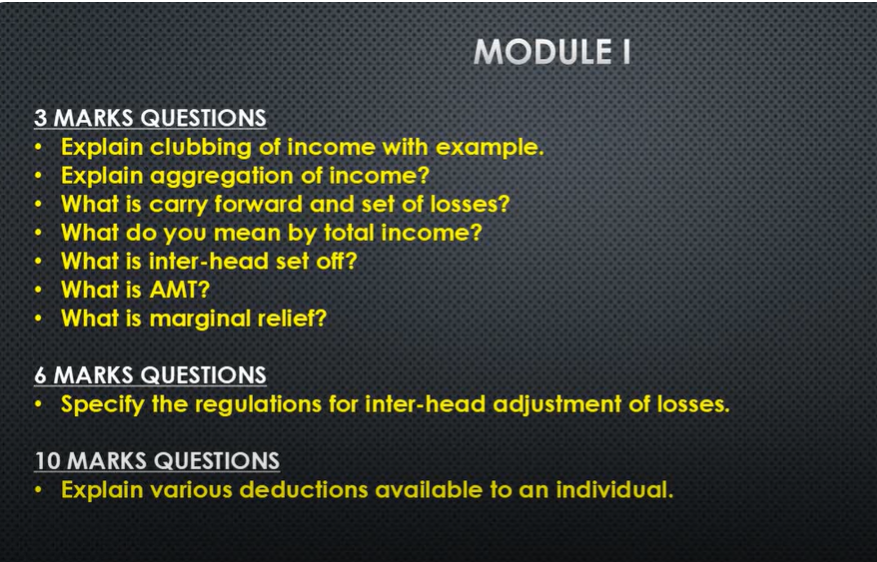 MODULE I
3 MARKS QUESTIONS
• Explain clubbing of income with example.
• Explain aggregation of income?
• What is carry forward and set of losses?
• What do you mean by total income?
• What is inter-head set off?
• What is AMT?
• What is marginal relief?
6 MARKS QUESTIONS
• Specify the regulations for inter-head adjustment of losses.
10 MARKS QUESTIONS
• Explain various deductions available to an individual.